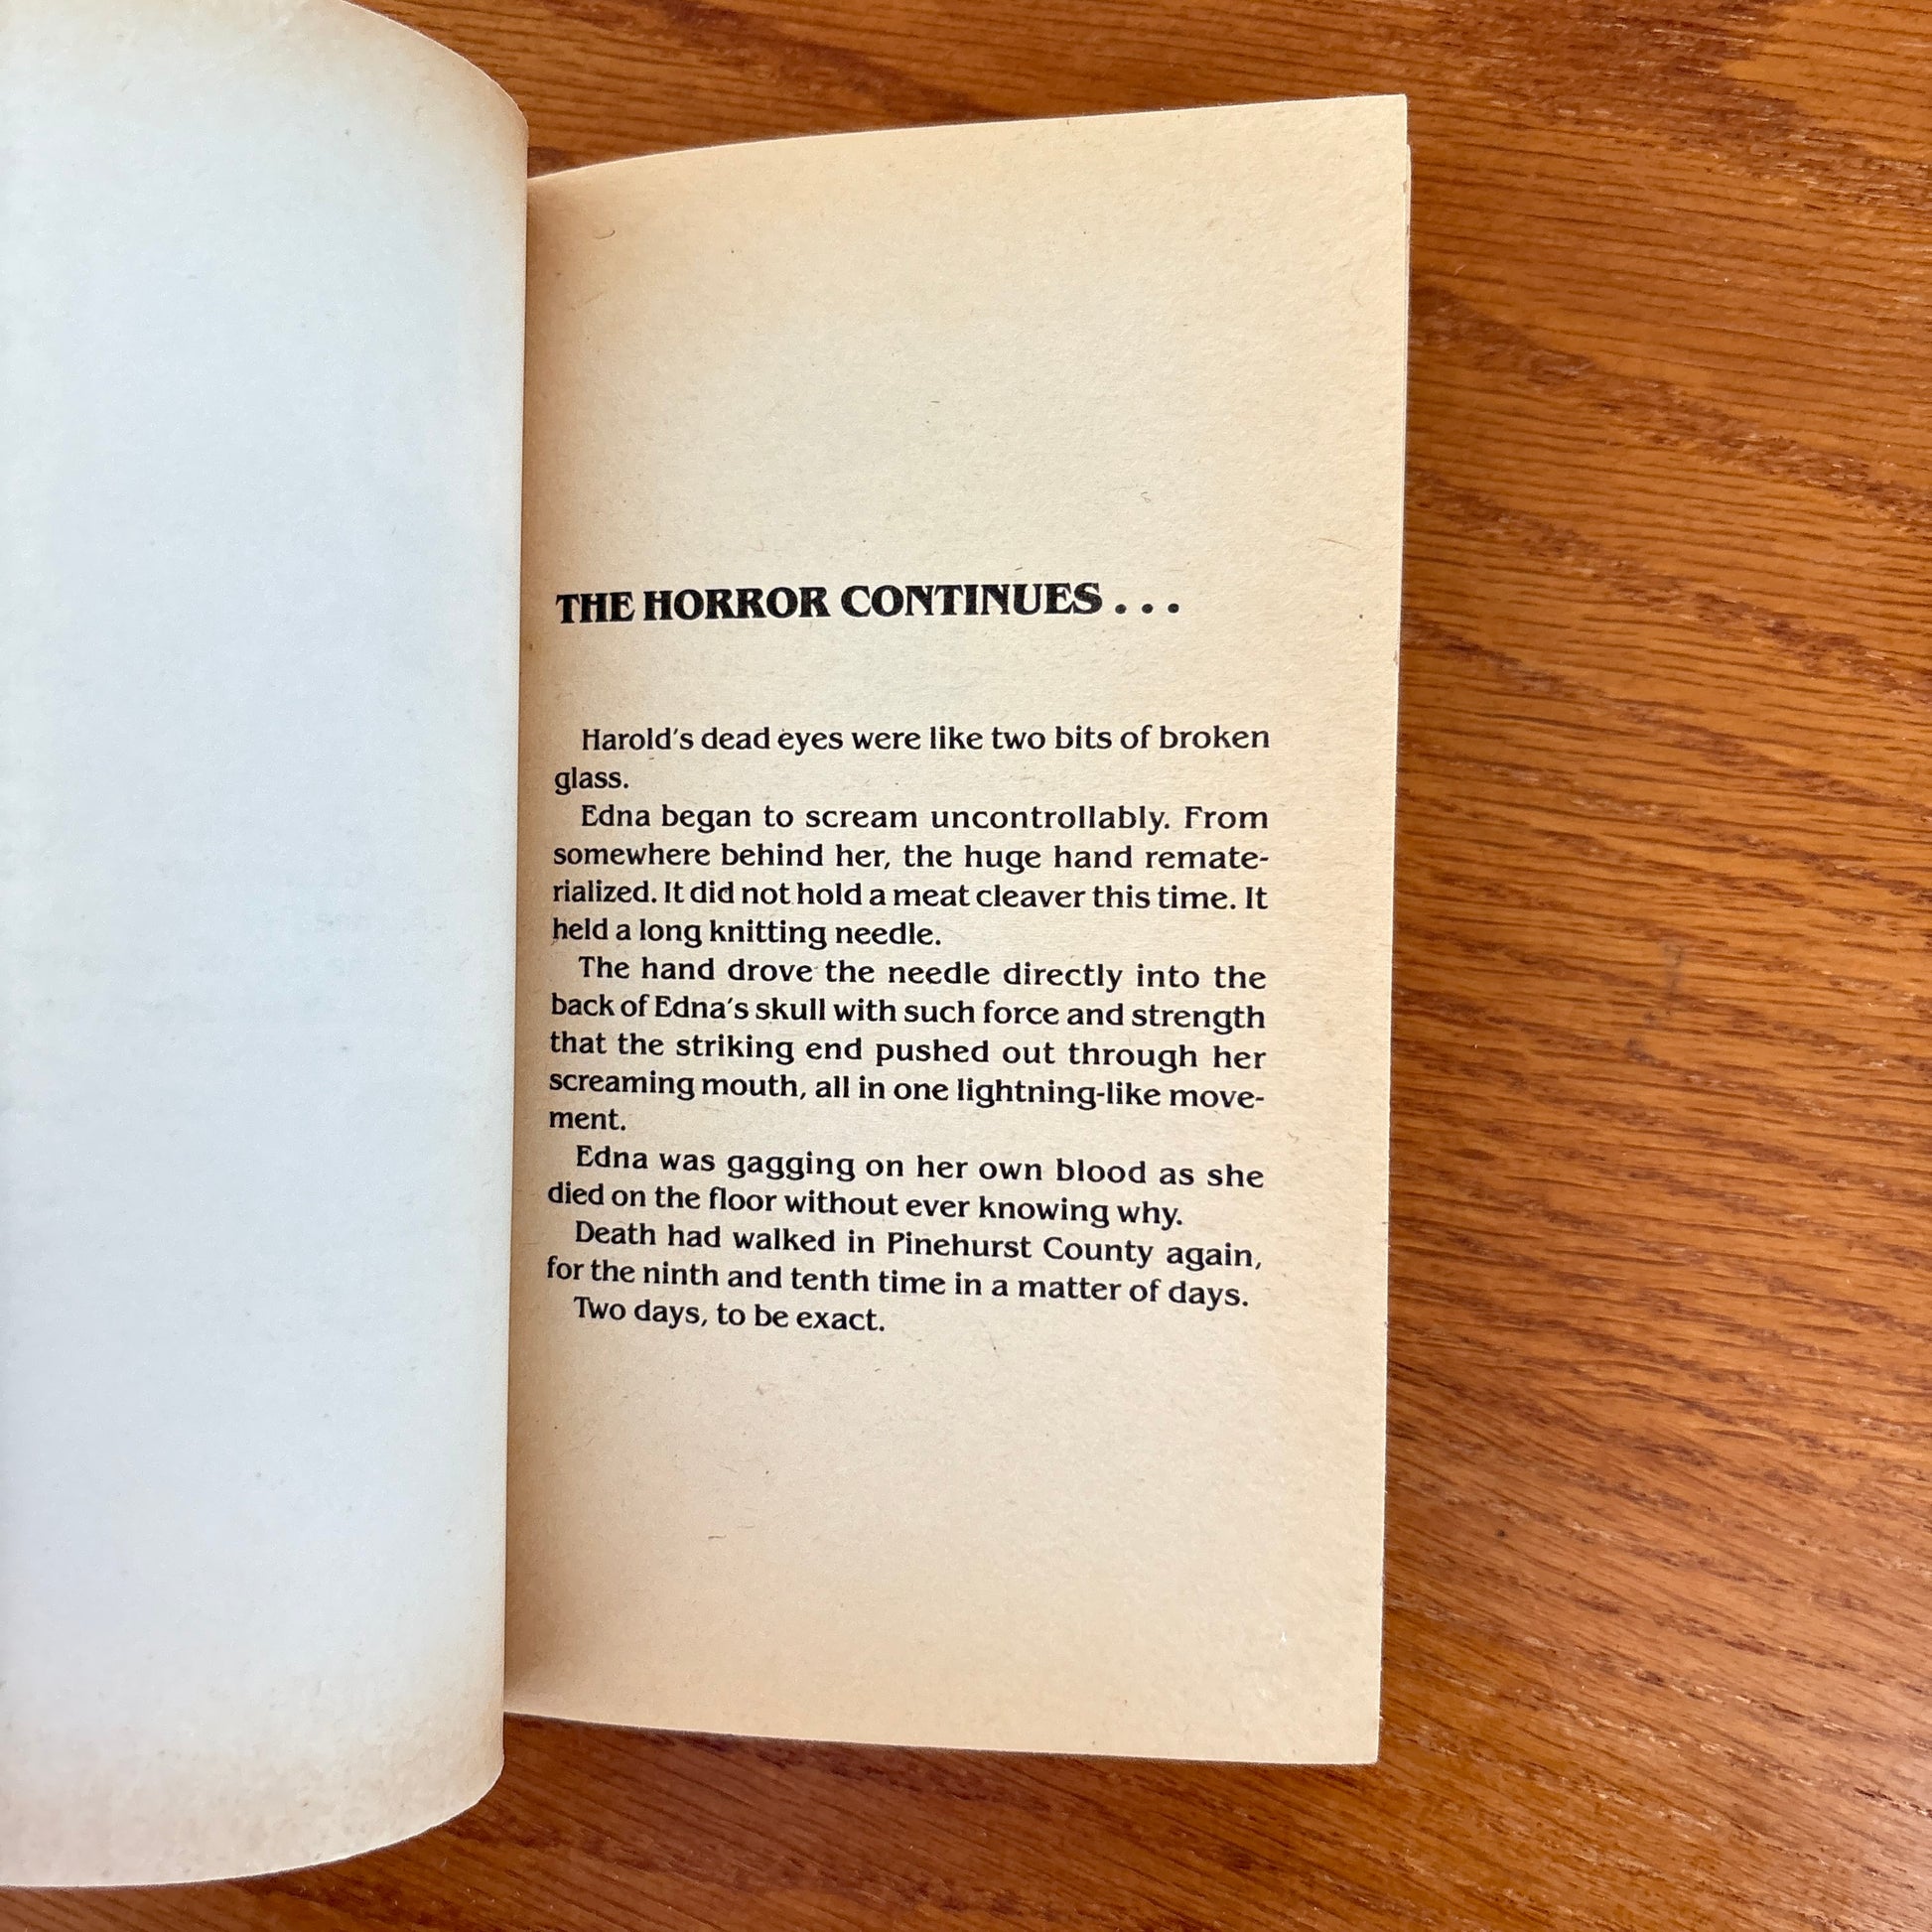 THE HORROR CONTINUES . . .
Harold's dead eyes were like two bits of broken
glass.
Edna began to scream uncontrollably. From
somewhere behind her, the huge hand remate-
rialized. It did not hold a meat cleaver this time. It
held a long knitting needle.
The hand drove the needle directly into the
back of Edna's skull with such force and strength
that the striking end pushed out through her
screaming mouth, all in one lightning-like move-
ment.
Edna was gagging on her own blood as she
died on the floor without ever knowing why.
Death had walked in Pinehurst County again,
for the ninth and tenth time in a matter of days.
Two days, to be exact.